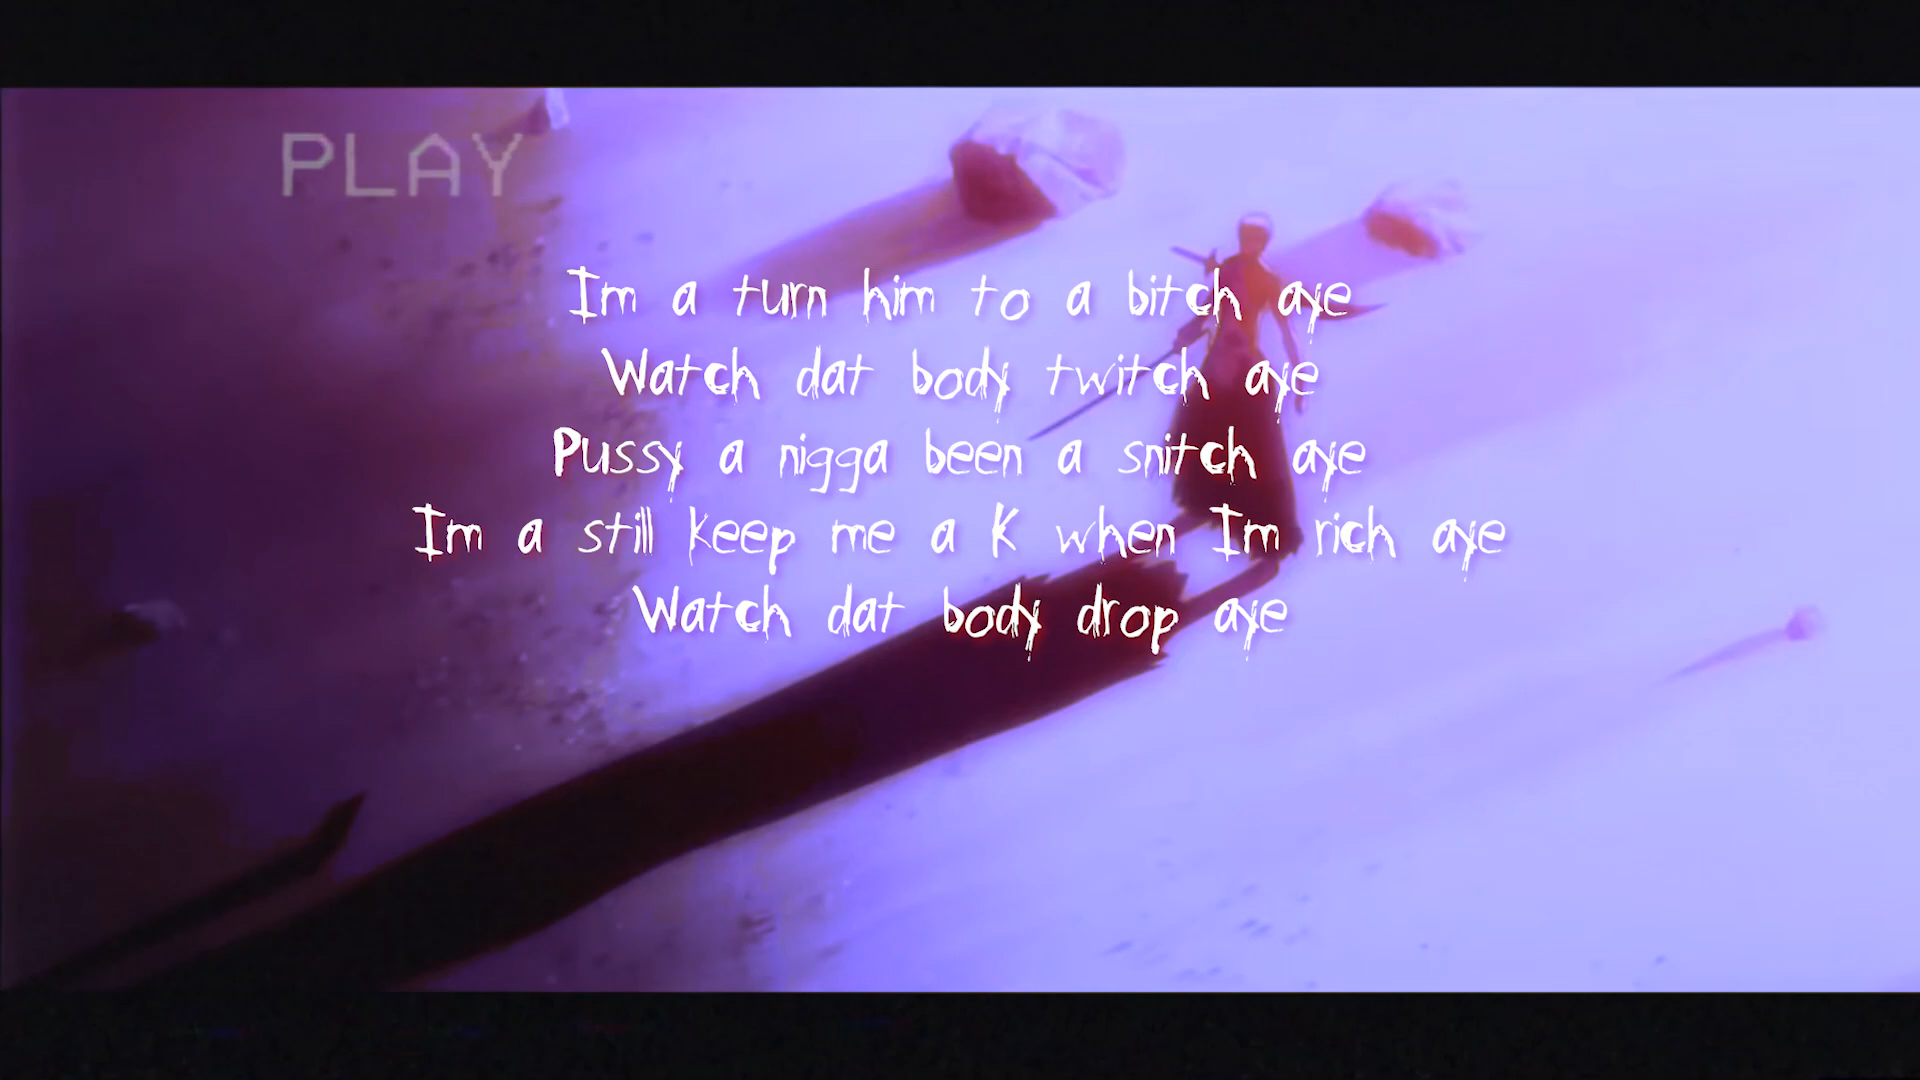 PLAY
Im a turn him to a bitch aye
Watch dat body twitch aye
Pussy a nigga been a snitch aye
Im a still keep me a K when Im rich aye
Watch dat body drop aye